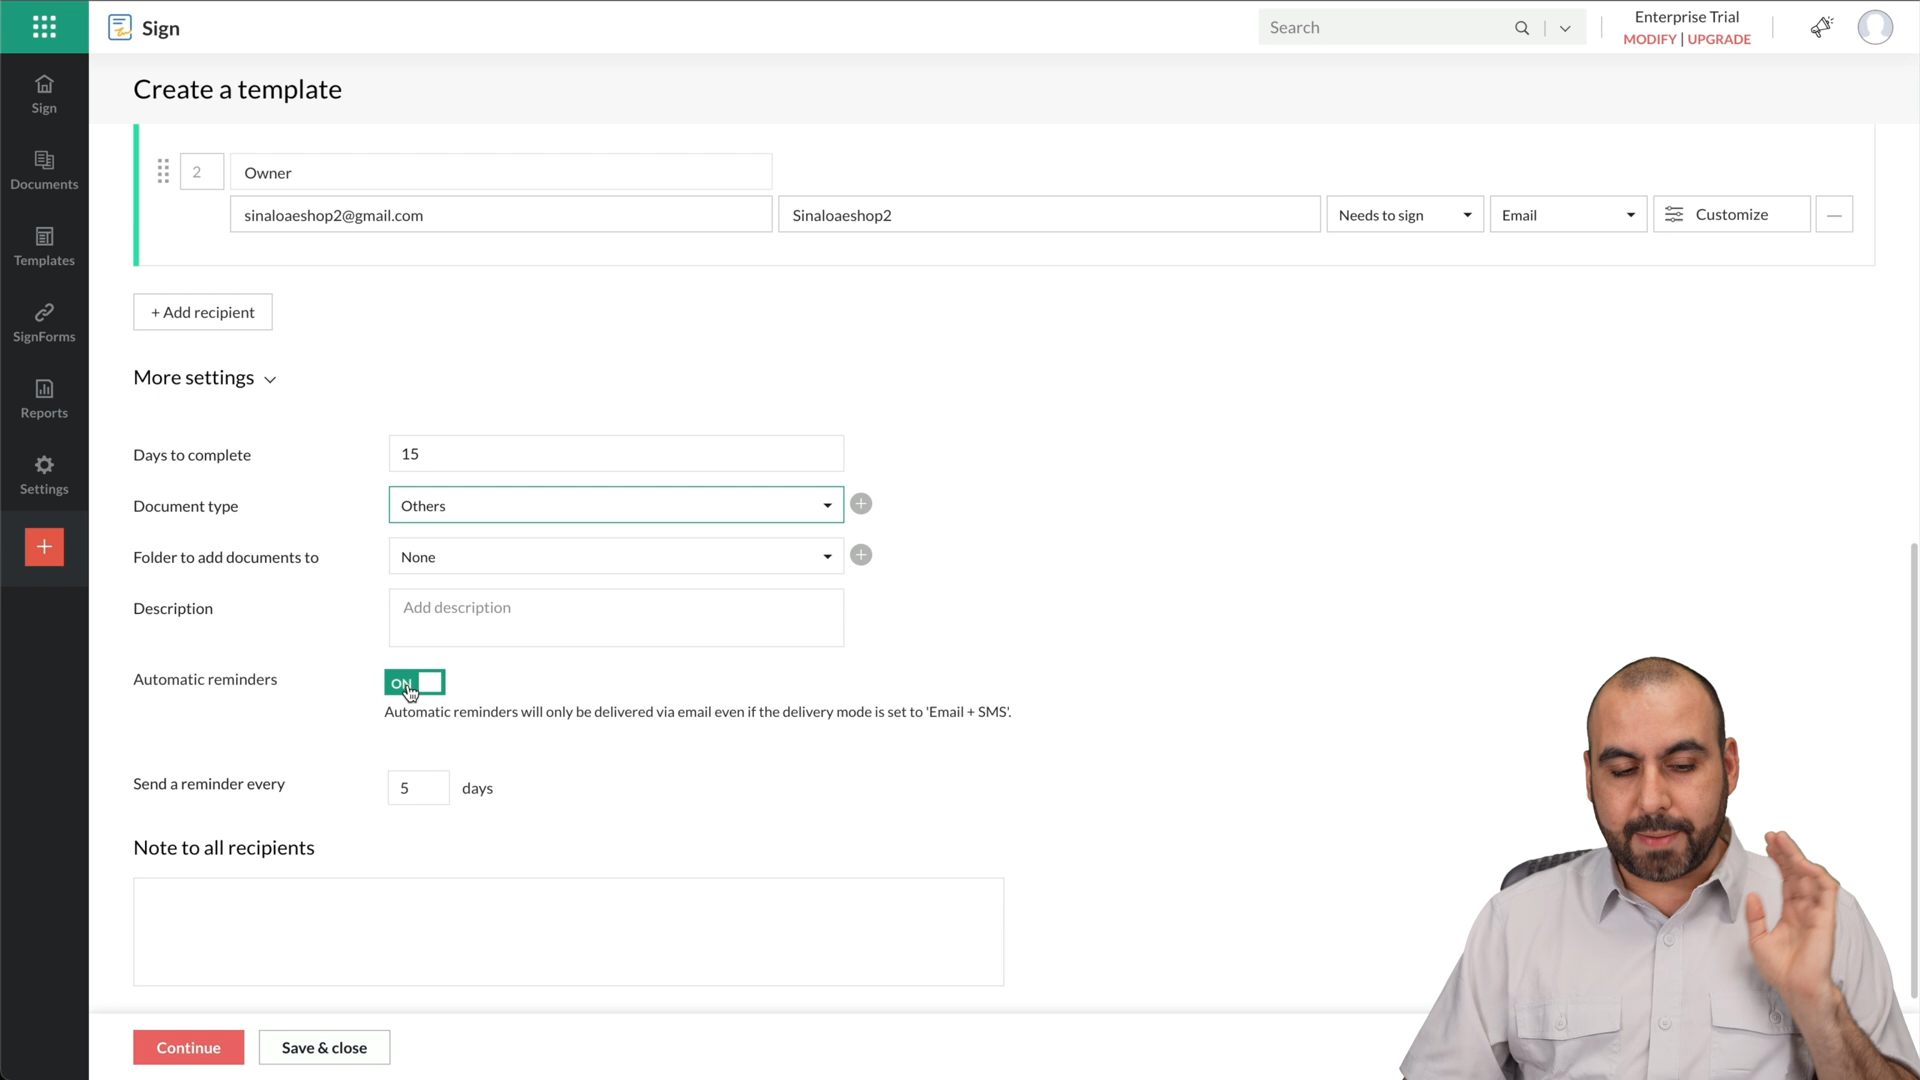 Sign
Search
Enterprise Trial
MODIFY | UPGRADE
Create a template
Sign
Documents
Templates
SignForms
Reports
Settings
2
Owner
sinaloaeshop2@gmail.com
Sinaloaeshop2
Needs to sign
Email
Customize
+ Add recipient
More settings
Days to complete
15
Document type
Others
Folder to add documents to
None
Description
Add description
Automatic reminders
ON
Automatic reminders will only be delivered via email even if the delivery mode is set to 'Email + SMS'.
Send a reminder every
5
days
Note to all recipients
Continue
Save & close